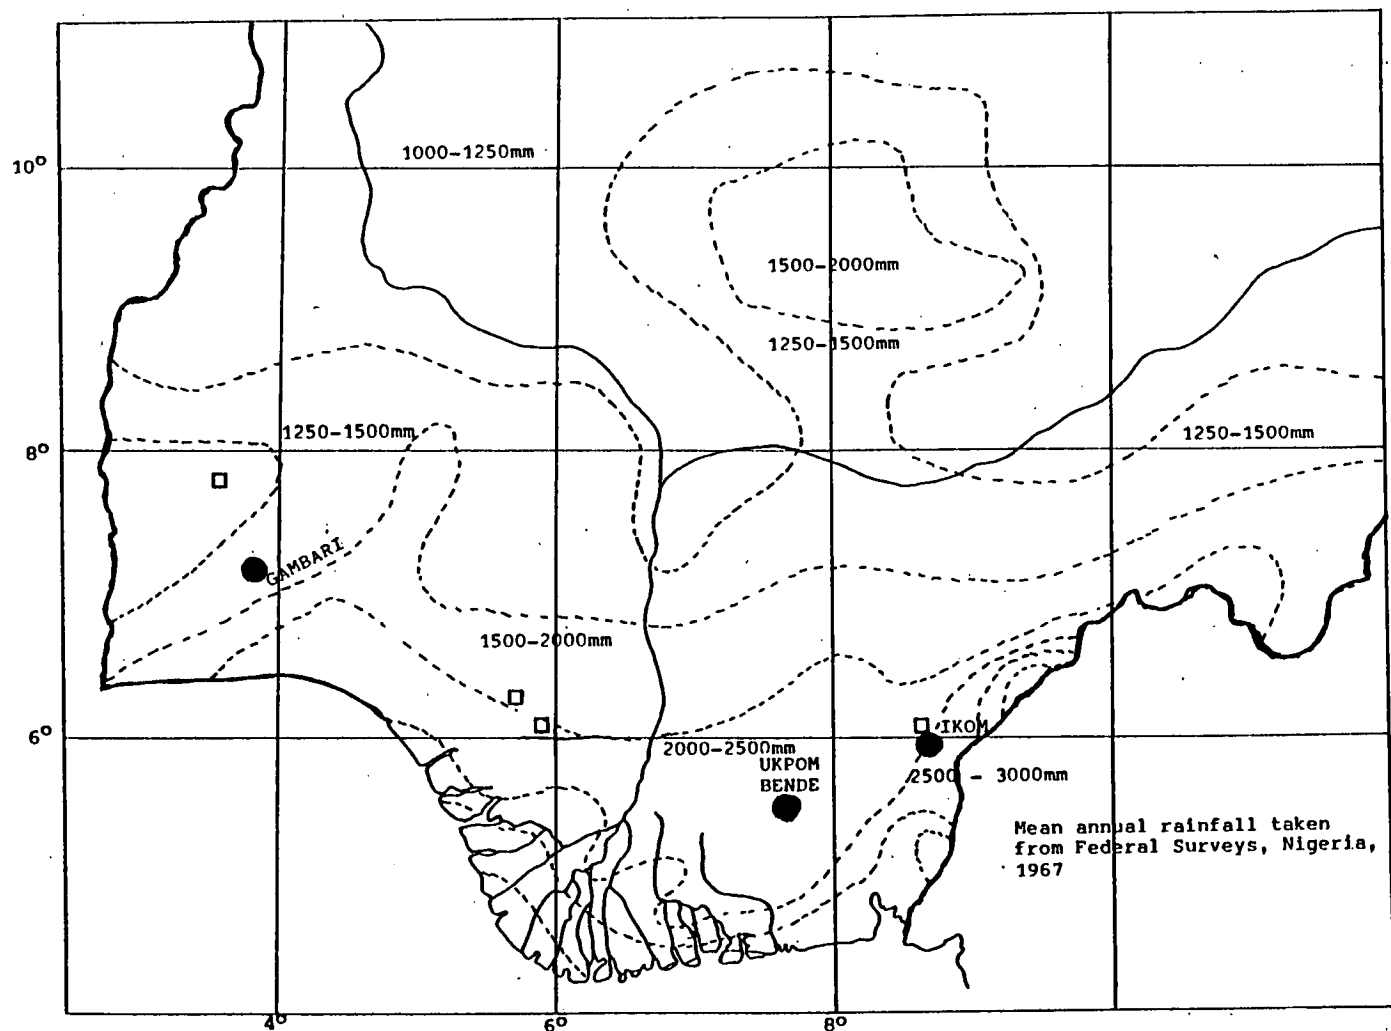 10°
1000-1250mm
1500-2000mm
1250-1500mm
1250-1500mm
1250-1500mm
8°
GAMBARI
1500-2000mm
6°
IKOM
2000-2500mm
UKPOM
BENDE
2500 - 3000mm
Mean annual rainfall taken
from Federal Surveys, Nigeria,
1967
4°
6°
8°